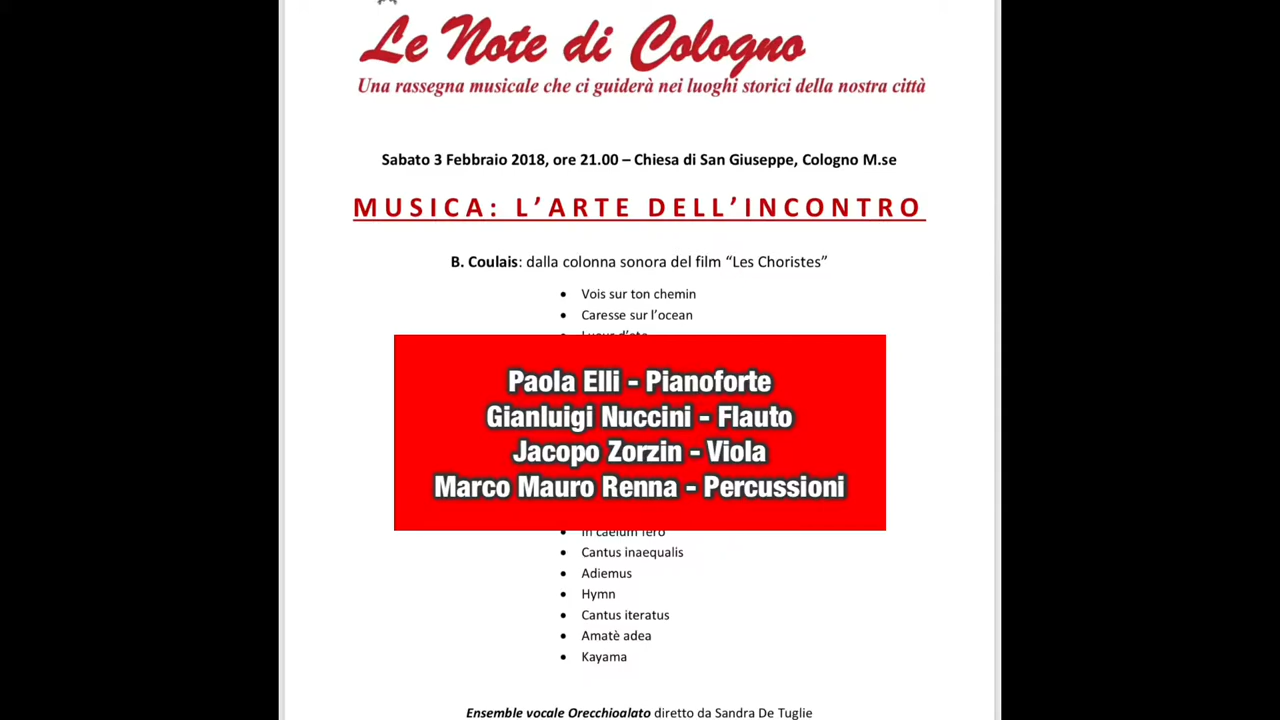 Le Note di Cologno
Una rassegna musicale che ci guiderà nei luoghi storici della nostra città
Sabato 3 Febbraio 2018, ore 21.00 – Chiesa di San Giuseppe, Cologno M.se
MUSICA: L’ARTE DELL’INCONTRO
B. Coulais: dalla colonna sonora del film “Les Choristes”
• Vois sur ton chemin
• Caresse sur l’ocean
Paola Elli - Pianoforte
Gianluigi Nuccini - Flauto
Jacopo Zorzin - Viola
Marco Mauro Renna - Percussioni
• In caelum fero
• Cantus inaequalis
• Adiemus
• Hymn
• Cantus iteratus
• Amatè adea
• Kayama
Ensemble vocale Orecchioalato diretto da Sandra De Tuglie